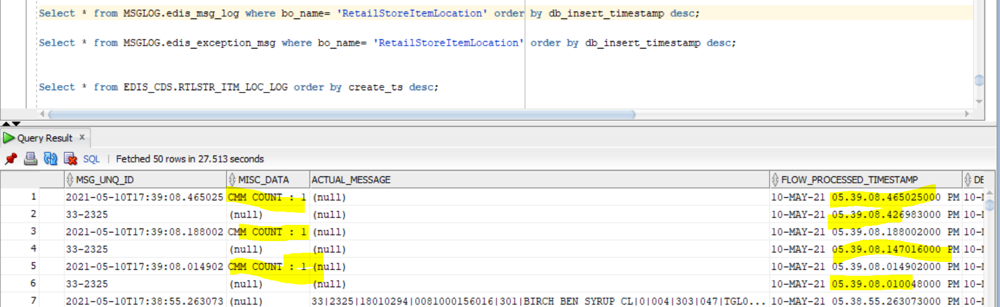 Select * from MSGLOG.edis_msg_log where bo_name= 'RetailStoreItemLocation' order by db_insert_timestamp desc;
Select * from MSGLOG.edis_exception_msg where bo_name= 'RetailStoreItemLocation' order by db_insert_timestamp desc;
Select * from EDIS_CDS.RTLSTR_ITM_LOC_LOG order by create_ts desc;
Query Result x
SQL | Fetched 50 rows in 27.513 seconds
MSG_UNQ_ID MISC_DATA ACTUAL_MESSAGE FLOW_PROCESSED_TIMESTAMP DE
1 2021-05-10T17:39:08.465025 CMM COUNT : 1 (null) 10-MAY-21 05.39.08.465025000 PM 10-
2 33-2325 (null) (null) 10-MAY-21 05.39.08.426983000 PM 10-
3 2021-05-10T17:39:08.188002 CMM COUNT : 1 (null) 10-MAY-21 05.39.08.188002000 PM 10-
4 33-2325 (null) (null) 10-MAY-21 05.39.08.147016000 PM 10-
5 2021-05-10T17:39:08.014902 CMM COUNT : 1 (null) 10-MAY-21 05.39.08.014902000 PM 10-
6 33-2325 (null) (null) 10-MAY-21 05.39.08.010048000 PM 10-
7 2021-05-10T17:38:55.263073 (null) 33|2325|18010294|0081000156016|301|BIRCH BEN SYRUP CL|0|004|303|047|TGL0... 10-MAY-21 05.38.55.263073000 PM 10-